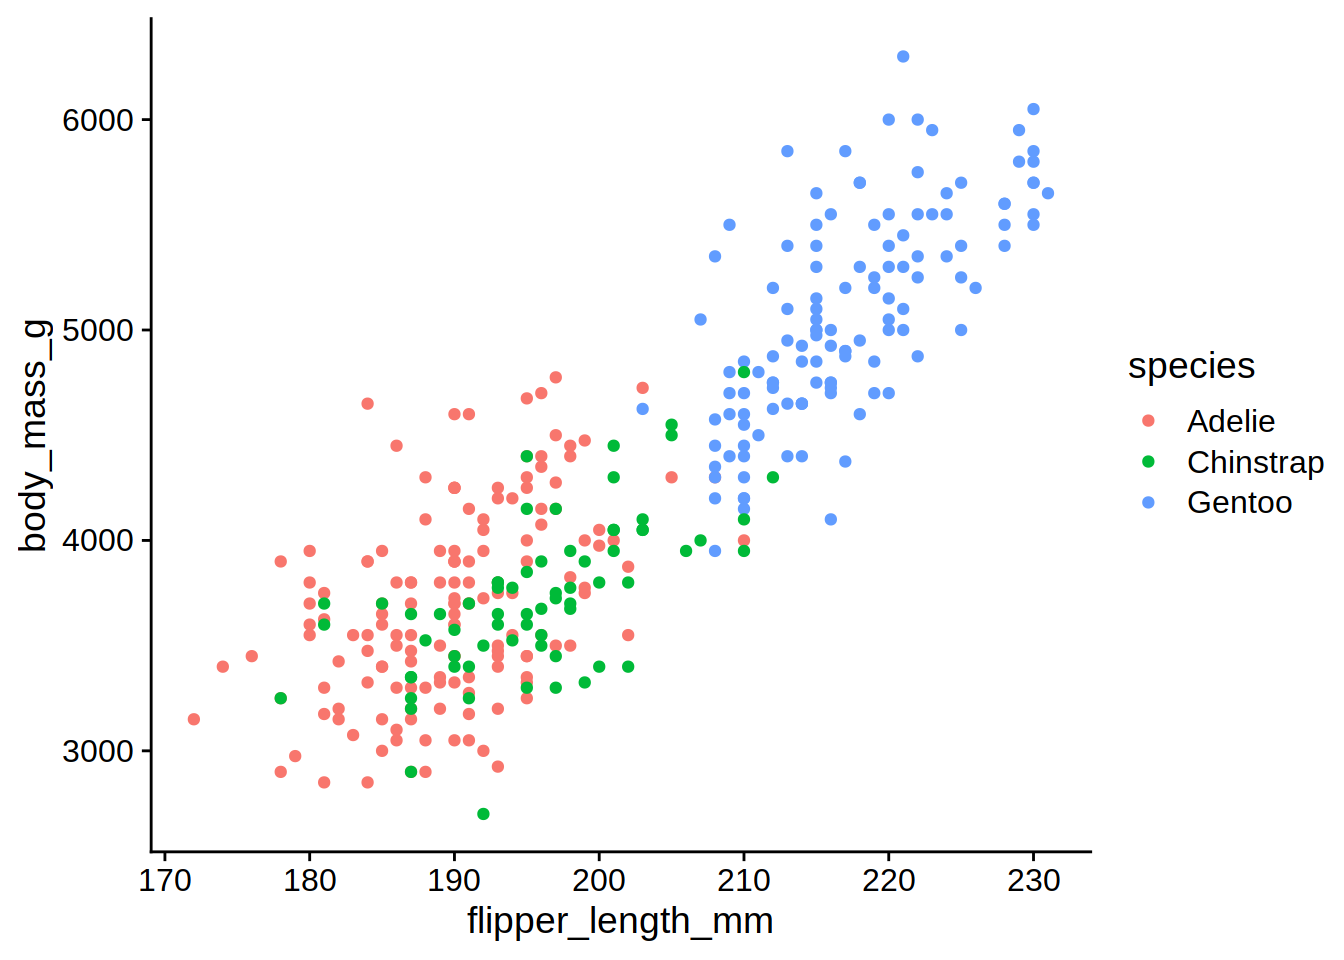 body_mass_g
6000
5000
4000
3000
170 180 190 200 210 220 230
flipper_length_mm
species
Adelie
Chinstrap
Gentoo